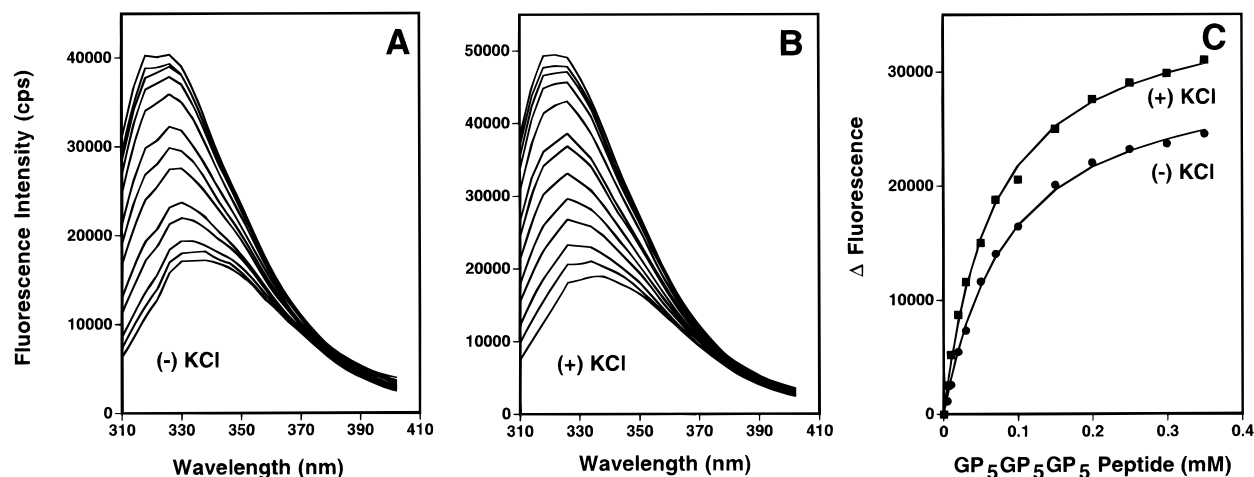 A
Fluorescence Intensity (cps)
40000
30000
20000
10000
0
(-) KCl
310 330 350 370 390 410
Wavelength (nm)
B
50000
40000
30000
20000
10000
0
(+) KCl
310 330 350 370 390 410
Wavelength (nm)
C
Δ Fluorescence
30000
20000
10000
0
(+) KCl
(-) KCl
0 0.1 0.2 0.3 0.4
GP5GP5GP5 Peptide (mM)